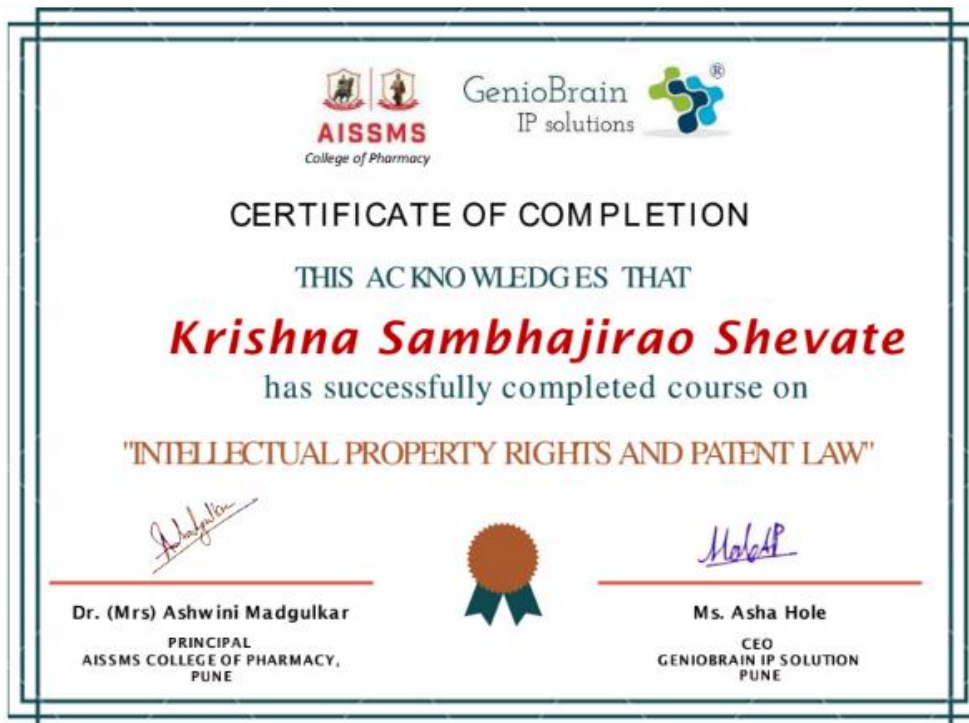 AISSMS
College of Pharmacy
GenioBrain ®
IP solutions
CERTIFICATE OF COMPLETION
THIS ACKNOWLEDGES THAT
Krishna Sambhajirao Shevate
has successfully completed course on
"INTELLECTUAL PROPERTY RIGHTS AND PATENT LAW"
Dr. (Mrs) Ashwini Madgulkar
PRINCIPAL
AISSMS COLLEGE OF PHARMACY,
PUNE
Ms. Asha Hole
CEO
GENIOBRAIN IP SOLUTION
PUNE